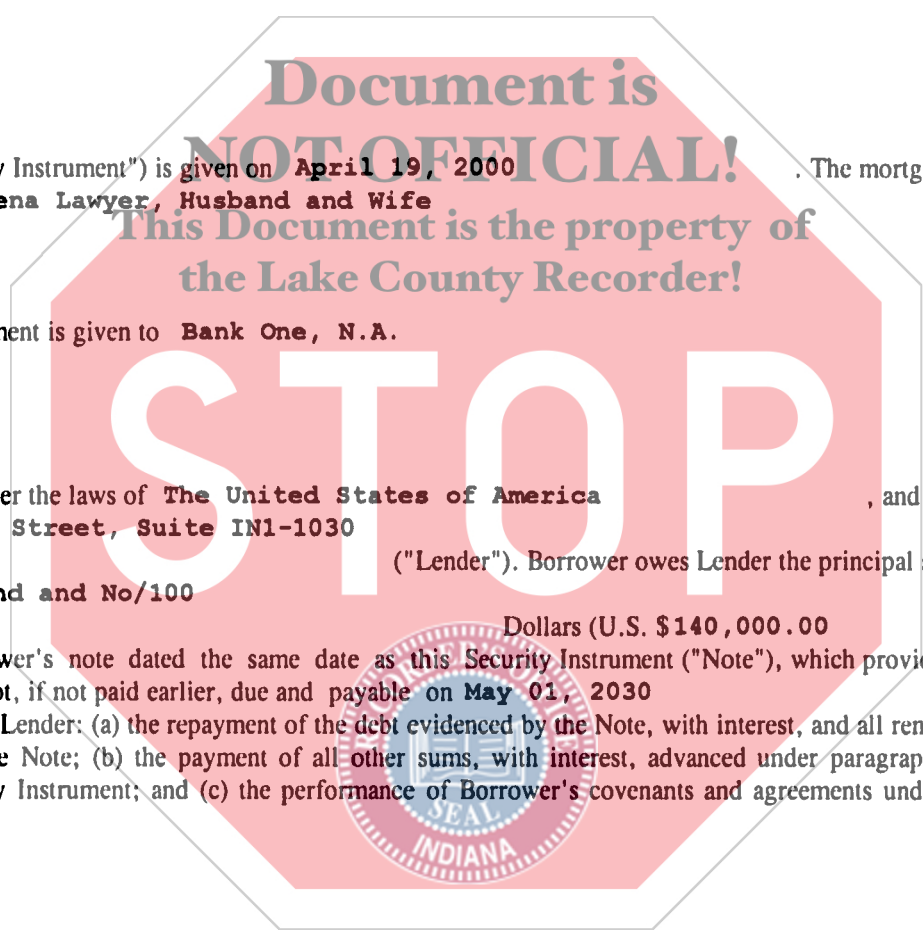 Document is
NOT OFFICIAL!
y Instrument") is given on April 19, 2000 . The mortg
ena Lawyer, Husband and Wife
This Document is the property of
the Lake County Recorder!
ent is given to Bank One, N.A.
STOP
er the laws of The United States of America , and
Street, Suite IN1-1030
("Lender"). Borrower owes Lender the principal
nd and No/100
Dollars (U.S. $140,000.00
wer's note dated the same date as this Security Instrument ("Note"), which provid
t, if not paid earlier, due and payable on May 01, 2030
Lender: (a) the repayment of the debt evidenced by the Note, with interest, and all ren
e Note; (b) the payment of all other sums, with interest, advanced under paragrap
y Instrument; and (c) the performance of Borrower's covenants and agreements und
RECORDER'S OFFICE
SEAL
INDIANA